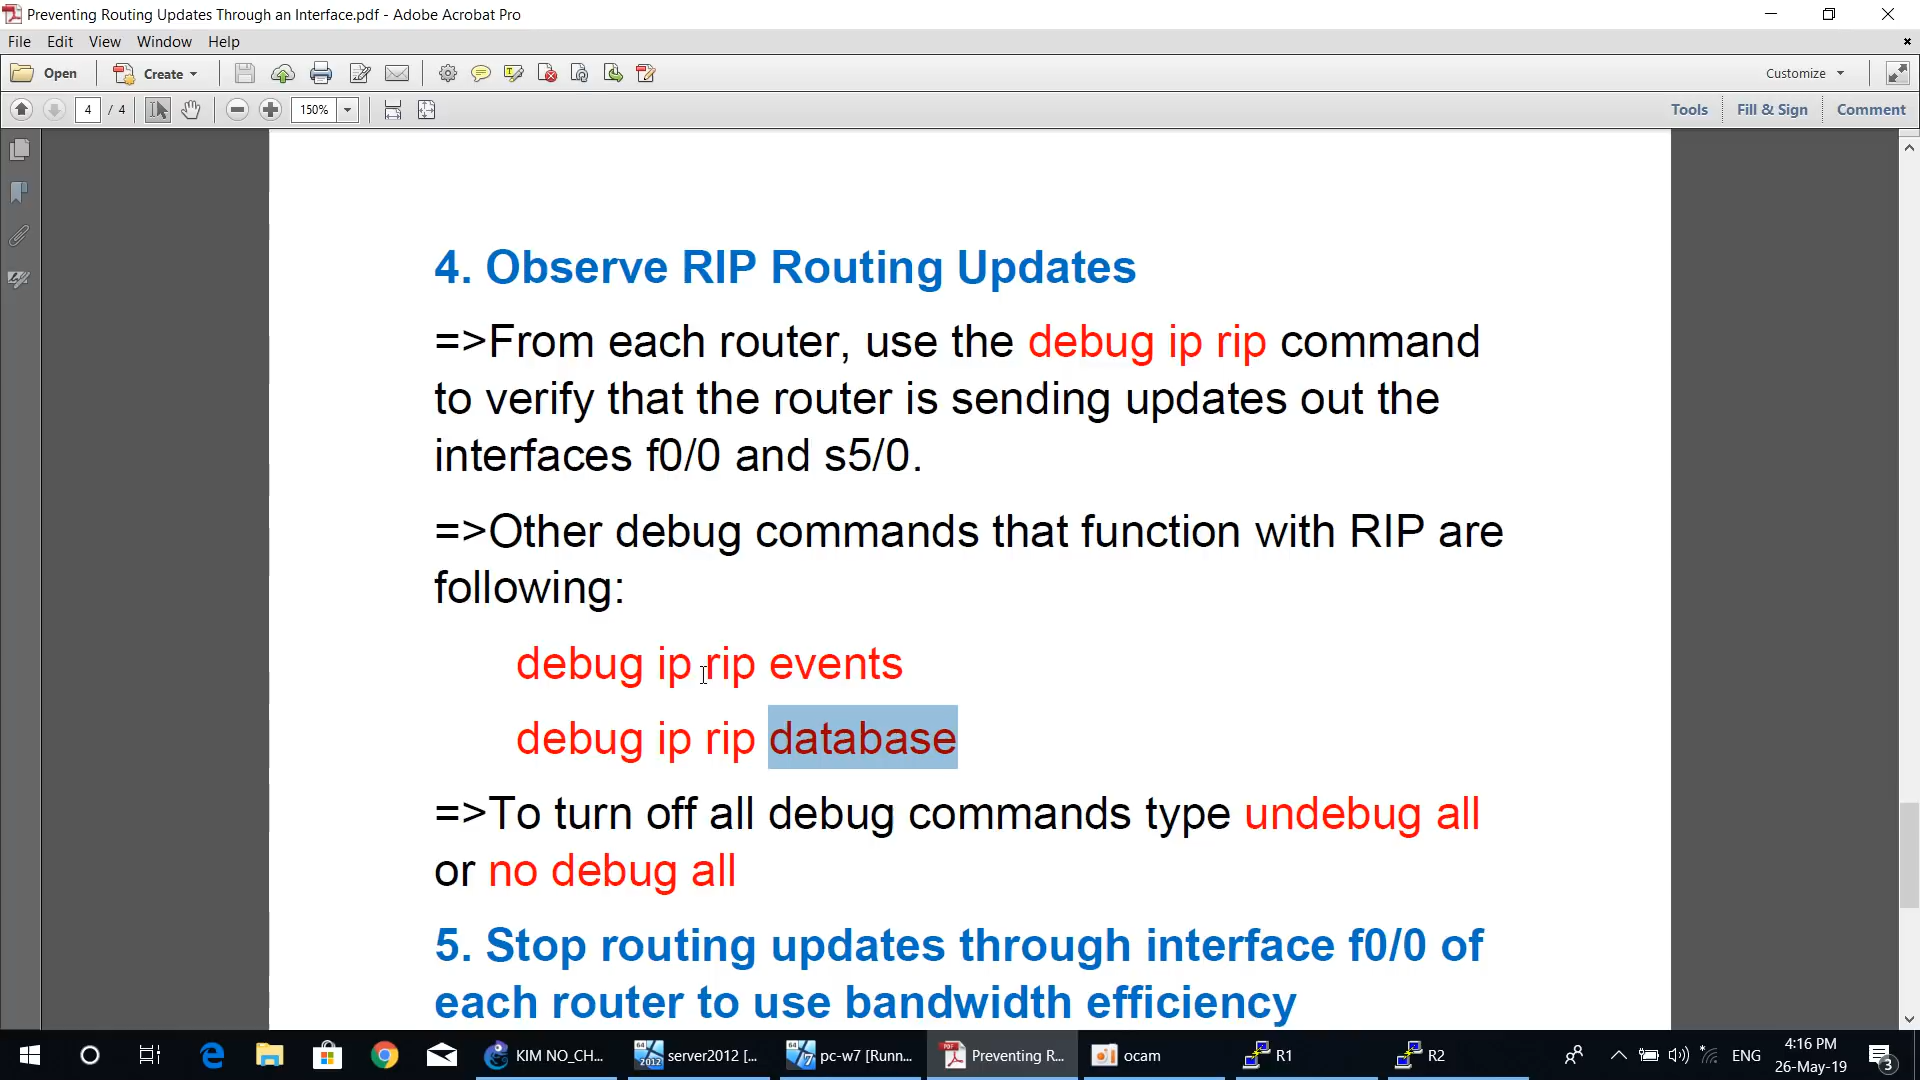 Preventing Routing Updates Through an Interface.pdf - Adobe Acrobat Pro
File Edit View Window Help
Open Create Customize
4 / 4 150% Tools Fill & Sign Comment
4. Observe RIP Routing Updates
=>From each router, use the debug ip rip command
to verify that the router is sending updates out the
interfaces f0/0 and s5/0.
=>Other debug commands that function with RIP are
following:
debug ip rip events
debug ip rip database
=>To turn off all debug commands type undebug all
or no debug all
5. Stop routing updates through interface f0/0 of
each router to use bandwidth efficiency
KIM NO_CH... server2012 [... pc-w7 [Runn... Preventing R... ocam R1 R2 ENG 4:16 PM
26-May-19 3